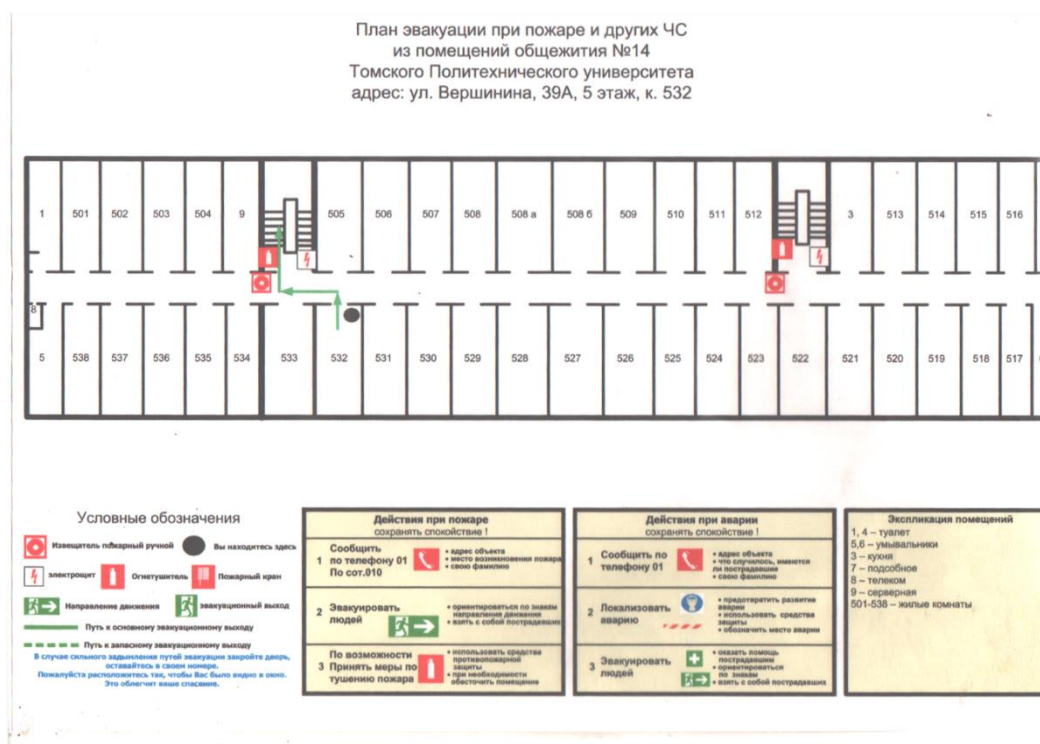 План эвакуации при пожаре и других ЧС
из помещений общежития №14
Томского Политехнического университета
адрес: ул. Вершинина, 39А, 5 этаж, к. 532
1 501 502 503 504 9 505 506 507 508 508 а 508 б 509 510 511 512 3 513 514 515 516
8
5 538 537 536 535 534 533 532 531 530 529 528 527 526 525 524 523 522 521 520 519 518 517
Условные обозначения
Извещатель пожарный ручной
Вы находитесь здесь
электрощит
Огнетушитель
Пожарный кран
Направление движения
эвакуационный выход
Путь к основному эвакуационному выходу
Путь к запасному эвакуационному выходу
В случае сильного задымления путей эвакуации закройте дверь,
оставайтесь в своем номере.
Пожалуйста расположитесь так, чтобы Вас было видно в окно.
Это облегчит ваше спасение.
Действия при пожаре
сохранять спокойствие !
1 Сообщить
по телефону 01
По сот.010
• адрес объекта
• место возникновения пожара
• свою фамилию
2 Эвакуировать
людей
• ориентироваться по знакам
направления движения
• взять с собой пострадавших
3 По возможности
Принять меры по
тушению пожара
• использовать средства
противопожарной
защиты
• при необходимости
обесточить помещение
Действия при аварии
сохранять спокойствие !
1 Сообщить по
телефону 01
• адрес объекта
• что случилось, имеются
ли пострадавшие
• свою фамилию
2 Локализовать
аварию
• предотвратить развитие
аварии
• использовать средства
защиты
• обозначить место аварии
3 Эвакуировать
людей
• оказать помощь
пострадавшим
• ориентироваться
по знакам
• взять с собой пострадавших
Экспликация помещений
1, 4 – туалет
5,6 – умывальники
3 – кухня
7 – подсобное
8 – телеком
9 – серверная
501-538 – жилые комнаты